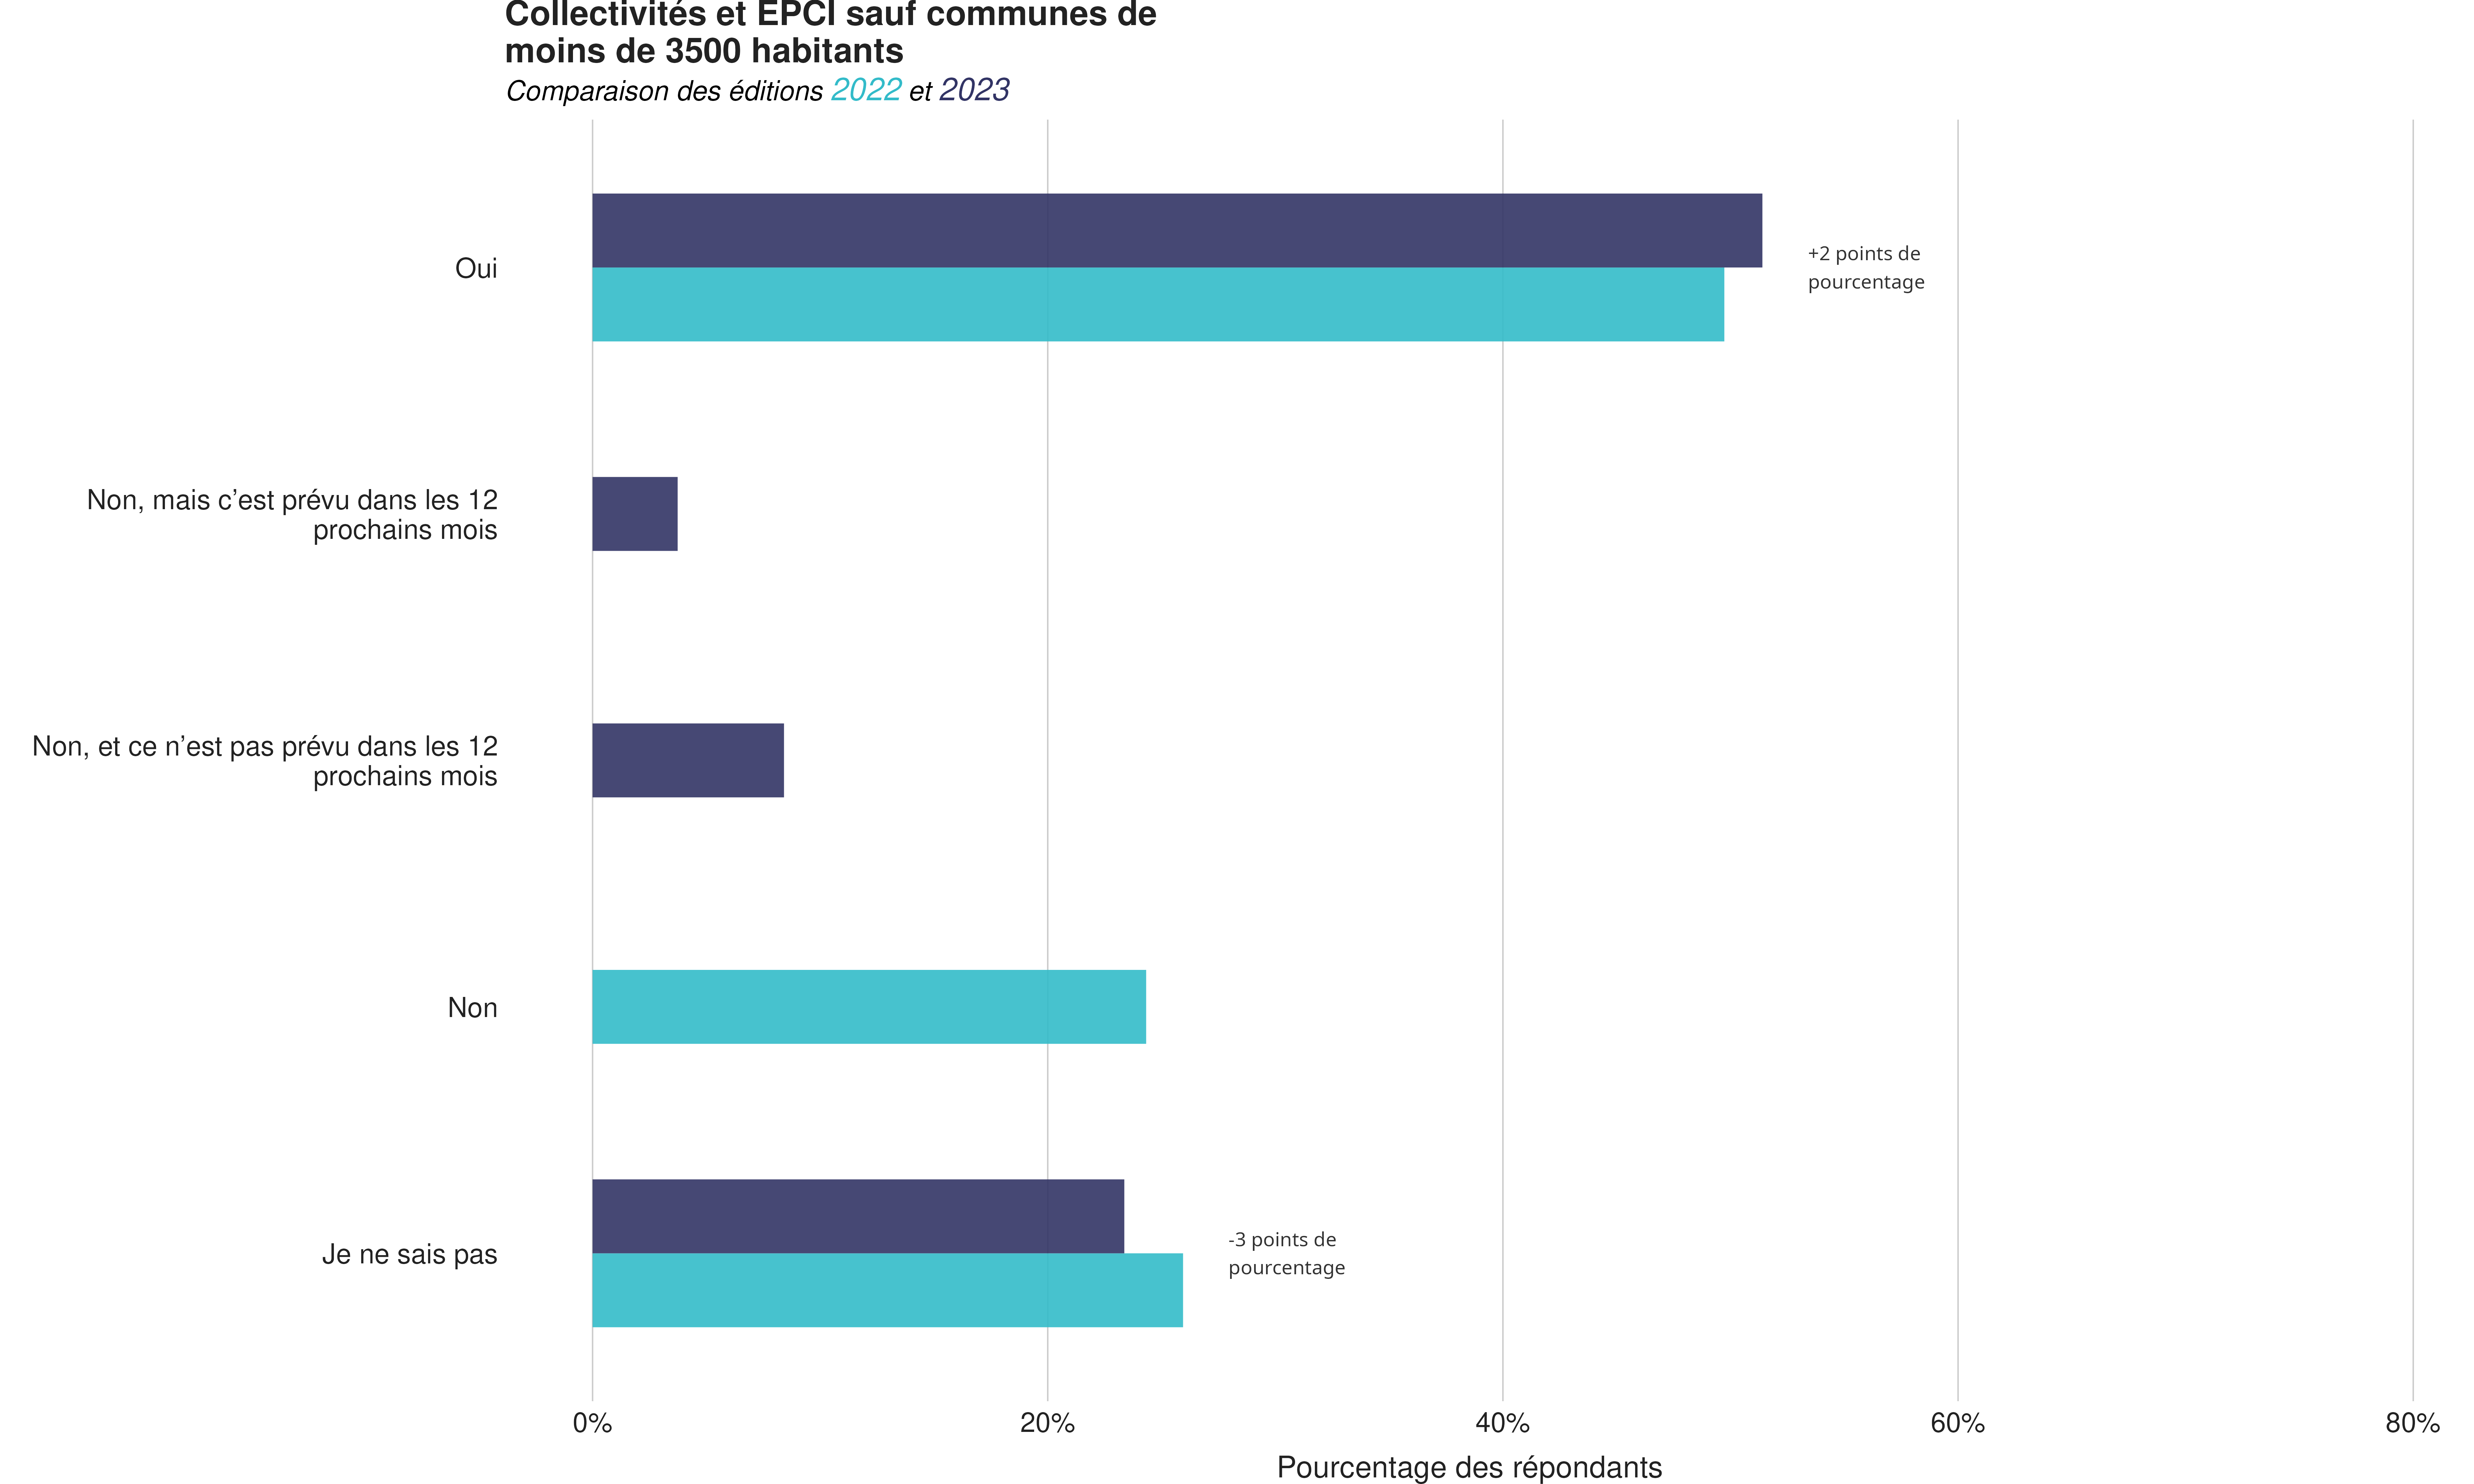 Collectivités et EPCI sauf communes de
moins de 3500 habitants
Comparaison des éditions 2022 et 2023
Oui
+2 points de
pourcentage
Non, mais c’est prévu dans les 12
prochains mois
Non, et ce n’est pas prévu dans les 12
prochains mois
Non
Je ne sais pas
-3 points de
pourcentage
0%
20%
40%
60%
80%
Pourcentage des répondants